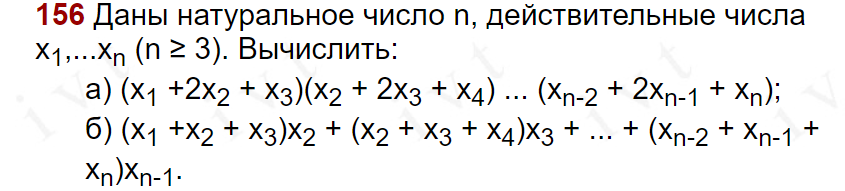 156 Даны натуральное число n, действительные числа
x₁,...xₙ (n ≥ 3). Вычислить:
а) (x₁ +2x₂ + x₃)(x₂ + 2x₃ + x₄) ... (xₙ₋₂ + 2xₙ₋₁ + xₙ);
б) (x₁ +x₂ + x₃)x₂ + (x₂ + x₃ + x₄)x₃ + ... + (xₙ₋₂ + xₙ₋₁ +
xₙ)xₙ₋₁.